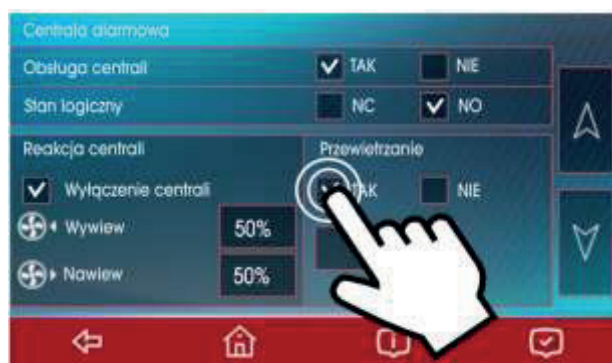 Centrala alarmowa
Obsługa centrali TAK NIE
Stan logiczny NC NO
Reakcja centrali Przewietrzanie
Wyłączenie centrali TAK NIE
Wywiew 50%
Nawiew 50%